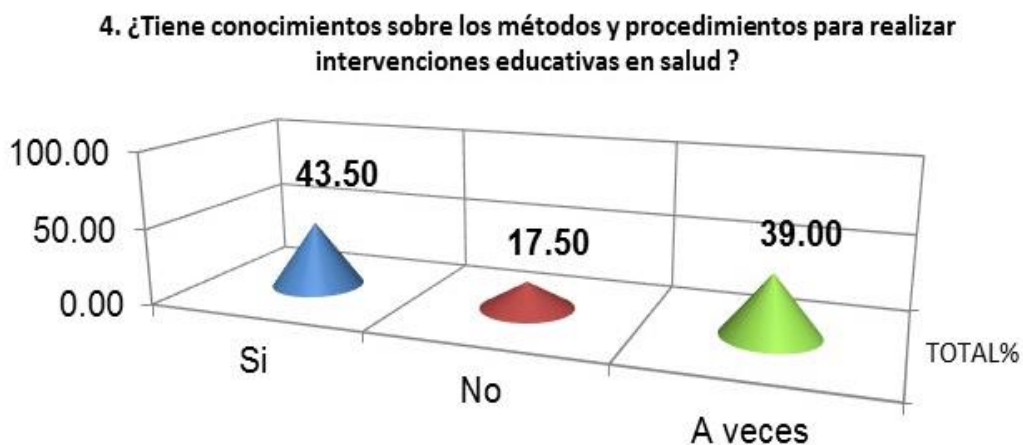 4. ¿Tiene conocimientos sobre los métodos y procedimientos para realizar
intervenciones educativas en salud ?
100.00
50.00
0.00
43.50
17.50
39.00
Si
No
A veces
TOTAL%